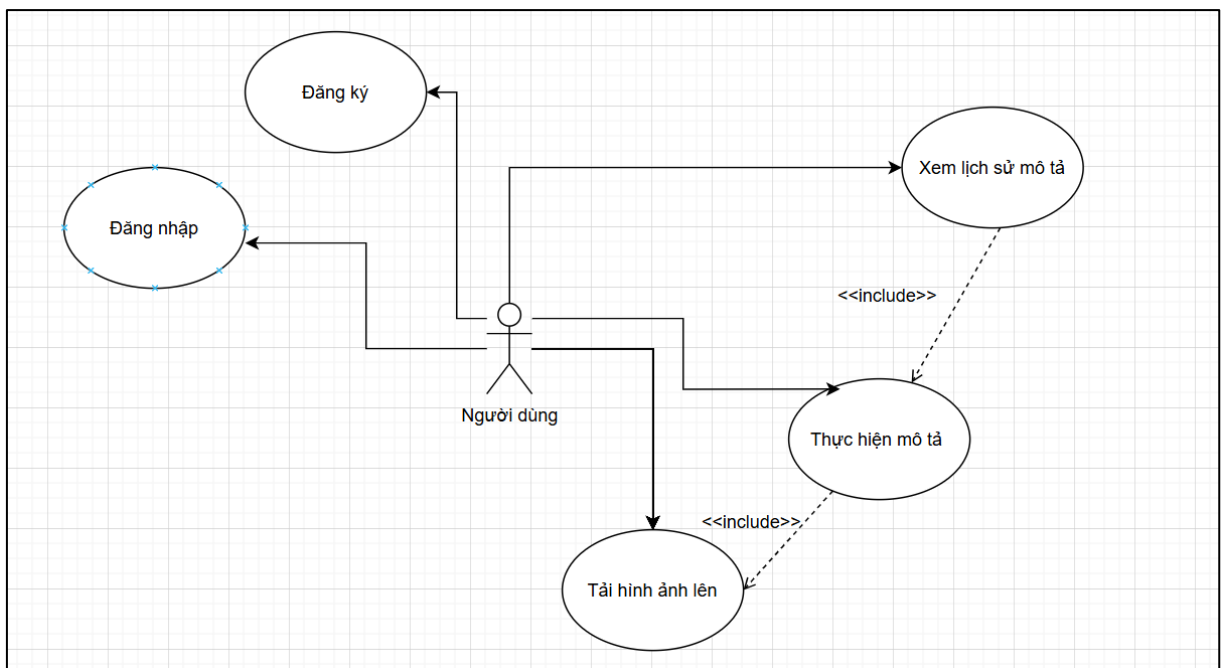 Đăng ký
Xem lịch sử mô tả
Đăng nhập
<<include>>
Người dùng
Thực hiện mô tả
<<include>>
Tải hình ảnh lên